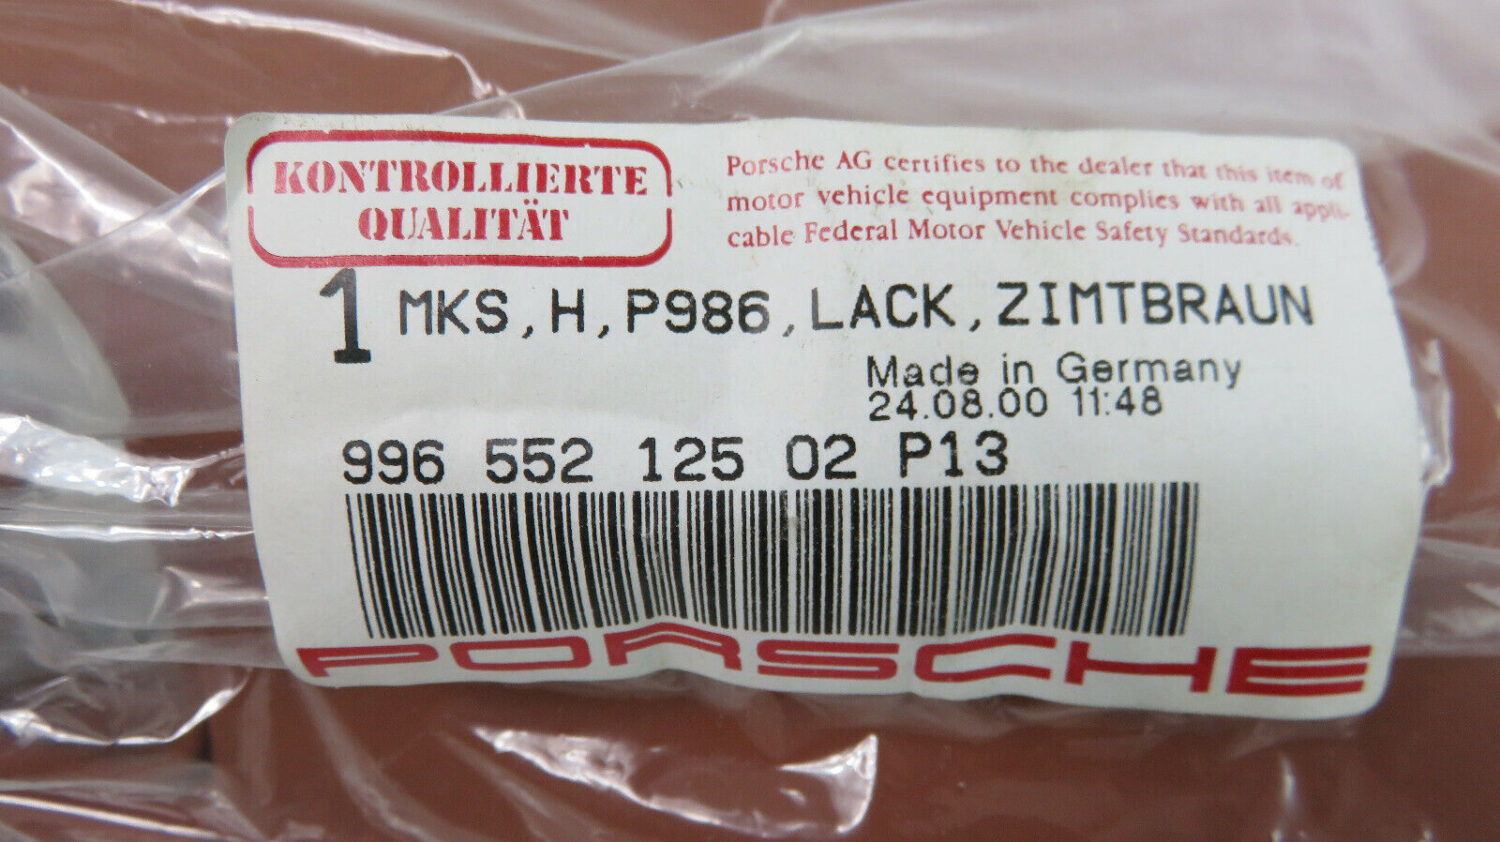 KONTROLLIERTE
QUALITÄT
Porsche AG certifies to the dealer that this item of
motor vehicle equipment complies with all appli-
cable Federal Motor Vehicle Safety Standards.
1 MKS,H,P986,LACK,ZIMTBRAUN
Made in Germany
24.08.00 11:48
996 552 125 02 P13
PORSCHE